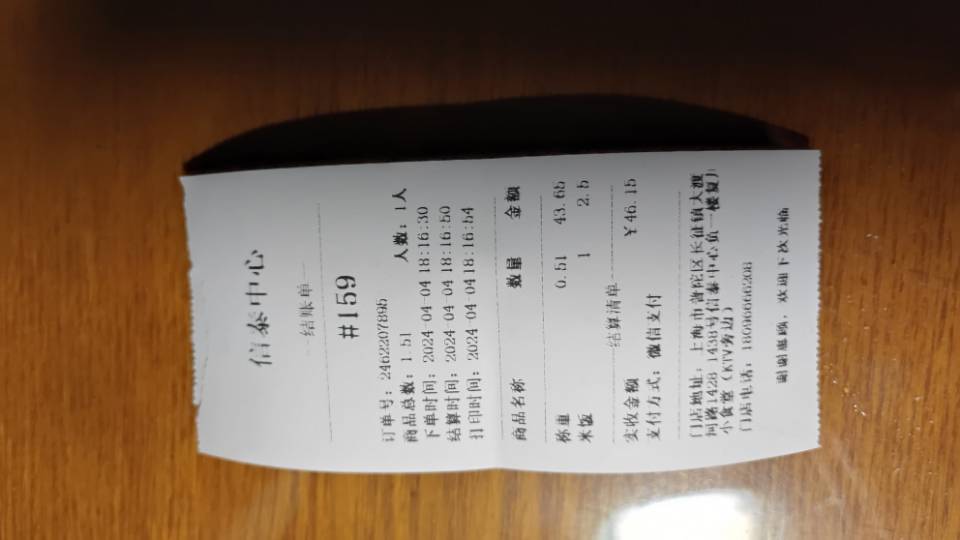 信泰中心
结账单
#159
订单号：2462207895
商品总数：1.51 人数：1人
下单时间：2024-04-04 18:16:30
结算时间：2024-04-04 18:16:50
打印时间：2024-04-04 18:16:54
商品名称 数量 金额
称重 0.51 43.65
米饭 1 2.5
结算清单
实收金额 ￥46.15
支付方式：微信支付
门店地址：上海市普陀区长征镇大渡
河路1428 1438号信泰中心负一楼复
小食堂（KTV旁边）
门店电话：18096666208
谢谢惠顾，欢迎下次光临